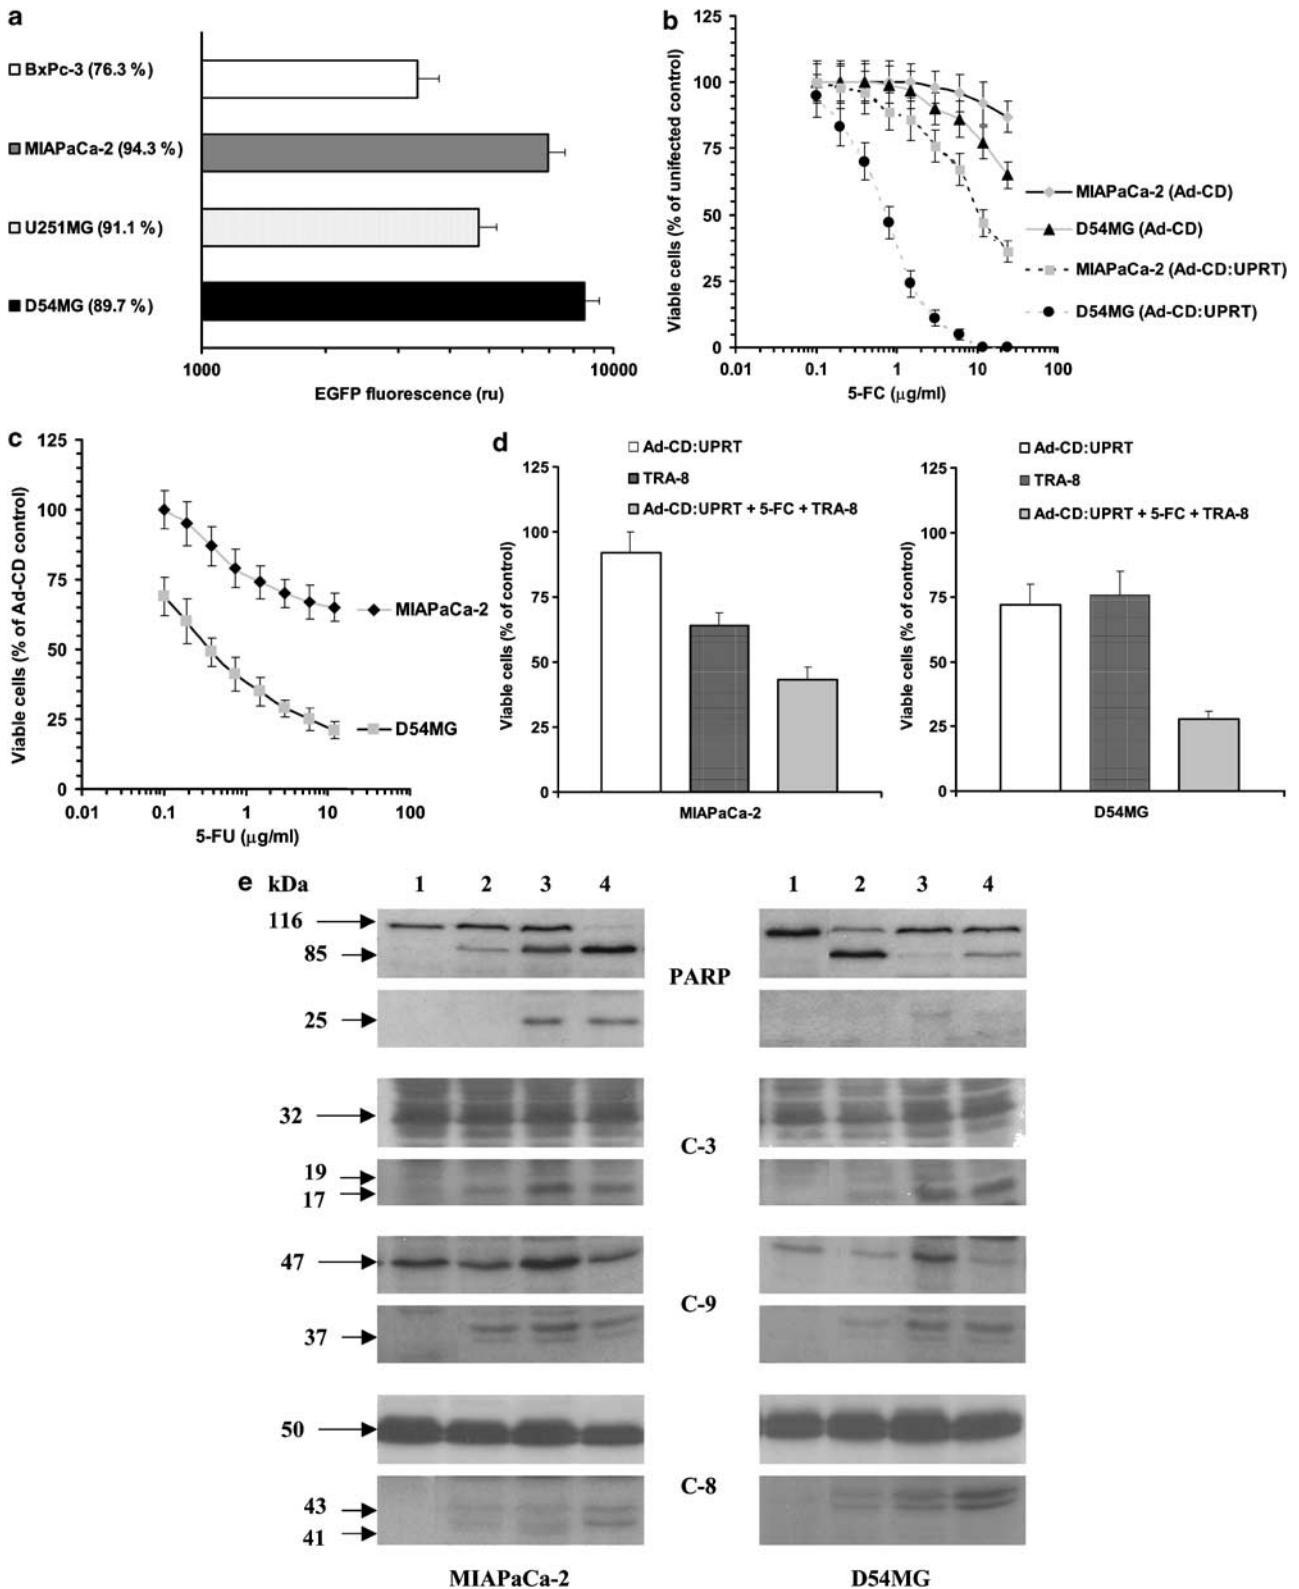 a
BxPc-3 (76.3 %)
MIAPaCa-2 (94.3 %)
U251MG (91.1 %)
D54MG (89.7 %)
1000
10000
EGFP fluorescence (ru)
b
Viable cells (% of unifected control)
125
100
75
50
25
0
0.01
0.1
1
10
100
5-FC (μg/ml)
MIAPaCa-2 (Ad-CD)
D54MG (Ad-CD)
MIAPaCa-2 (Ad-CD:UPRT)
D54MG (Ad-CD:UPRT)
c
Viable cells (% of Ad-CD control)
125
100
75
50
25
0
0.01
0.1
1
10
100
5-FU (μg/ml)
MIAPaCa-2
D54MG
d
Ad-CD:UPRT
TRA-8
Ad-CD:UPRT + 5-FC + TRA-8
Viable cells (% of control)
125
100
75
50
25
0
MIAPaCa-2
Ad-CD:UPRT
TRA-8
Ad-CD:UPRT + 5-FC + TRA-8
Viable cells (% of control)
125
100
75
50
25
0
D54MG
e
kDa
1 2 3 4
1 2 3 4
116
85
PARP
25
32
C-3
19
17
47
C-9
37
50
C-8
43
41
MIAPaCa-2
D54MG